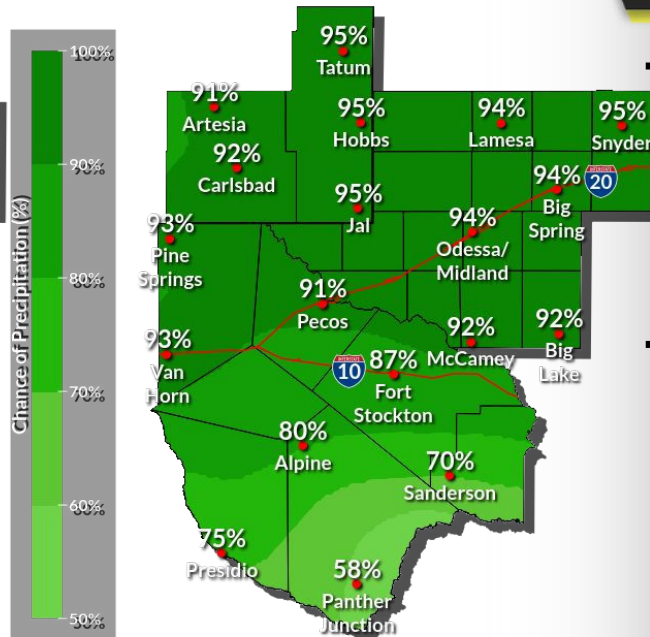 Chance of Precipitation (%)
100%
90%
80%
70%
60%
50%
95%
Tatum
91%
Artesia
95%
Hobbs
94%
Lamesa
95%
Snyder
92%
Carlsbad
95%
Jal
94%
Big
Spring
INTERSTATE
20
93%
Pine
Springs
94%
Odessa/
Midland
91%
Pecos
93%
Van
Horn
INTERSTATE
10
87%
Fort
Stockton
92%
McCamey
92%
Big
Lake
80%
Alpine
70%
Sanderson
75%
Presidio
58%
Panther
Junction